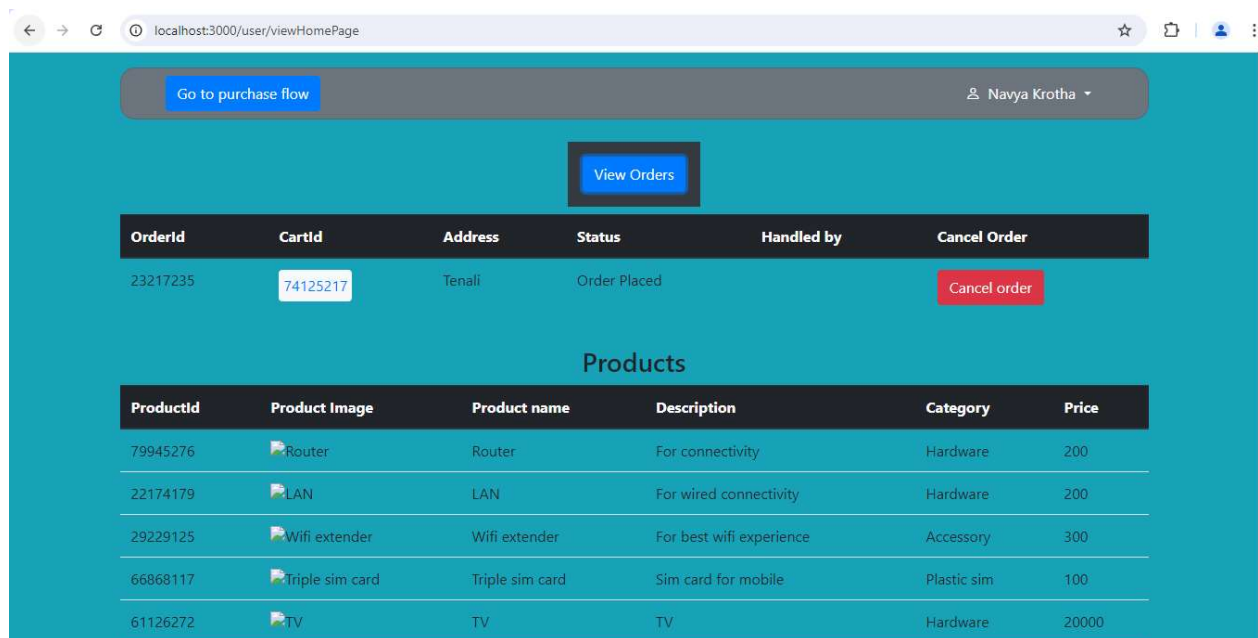 localhost:3000/user/viewHomePage
Go to purchase flow Navya Krotha
View Orders
OrderId CartId Address Status Handled by Cancel Order
23217235 74125217 Tenali Order Placed Cancel order
Products
ProductId Product Image Product name Description Category Price
79945276 Router Router For connectivity Hardware 200
22174179 LAN LAN For wired connectivity Hardware 200
29229125 Wifi extender Wifi extender For best wifi experience Accessory 300
66868117 Triple sim card Triple sim card Sim card for mobile Plastic sim 100
61126272 TV TV TV Hardware 20000